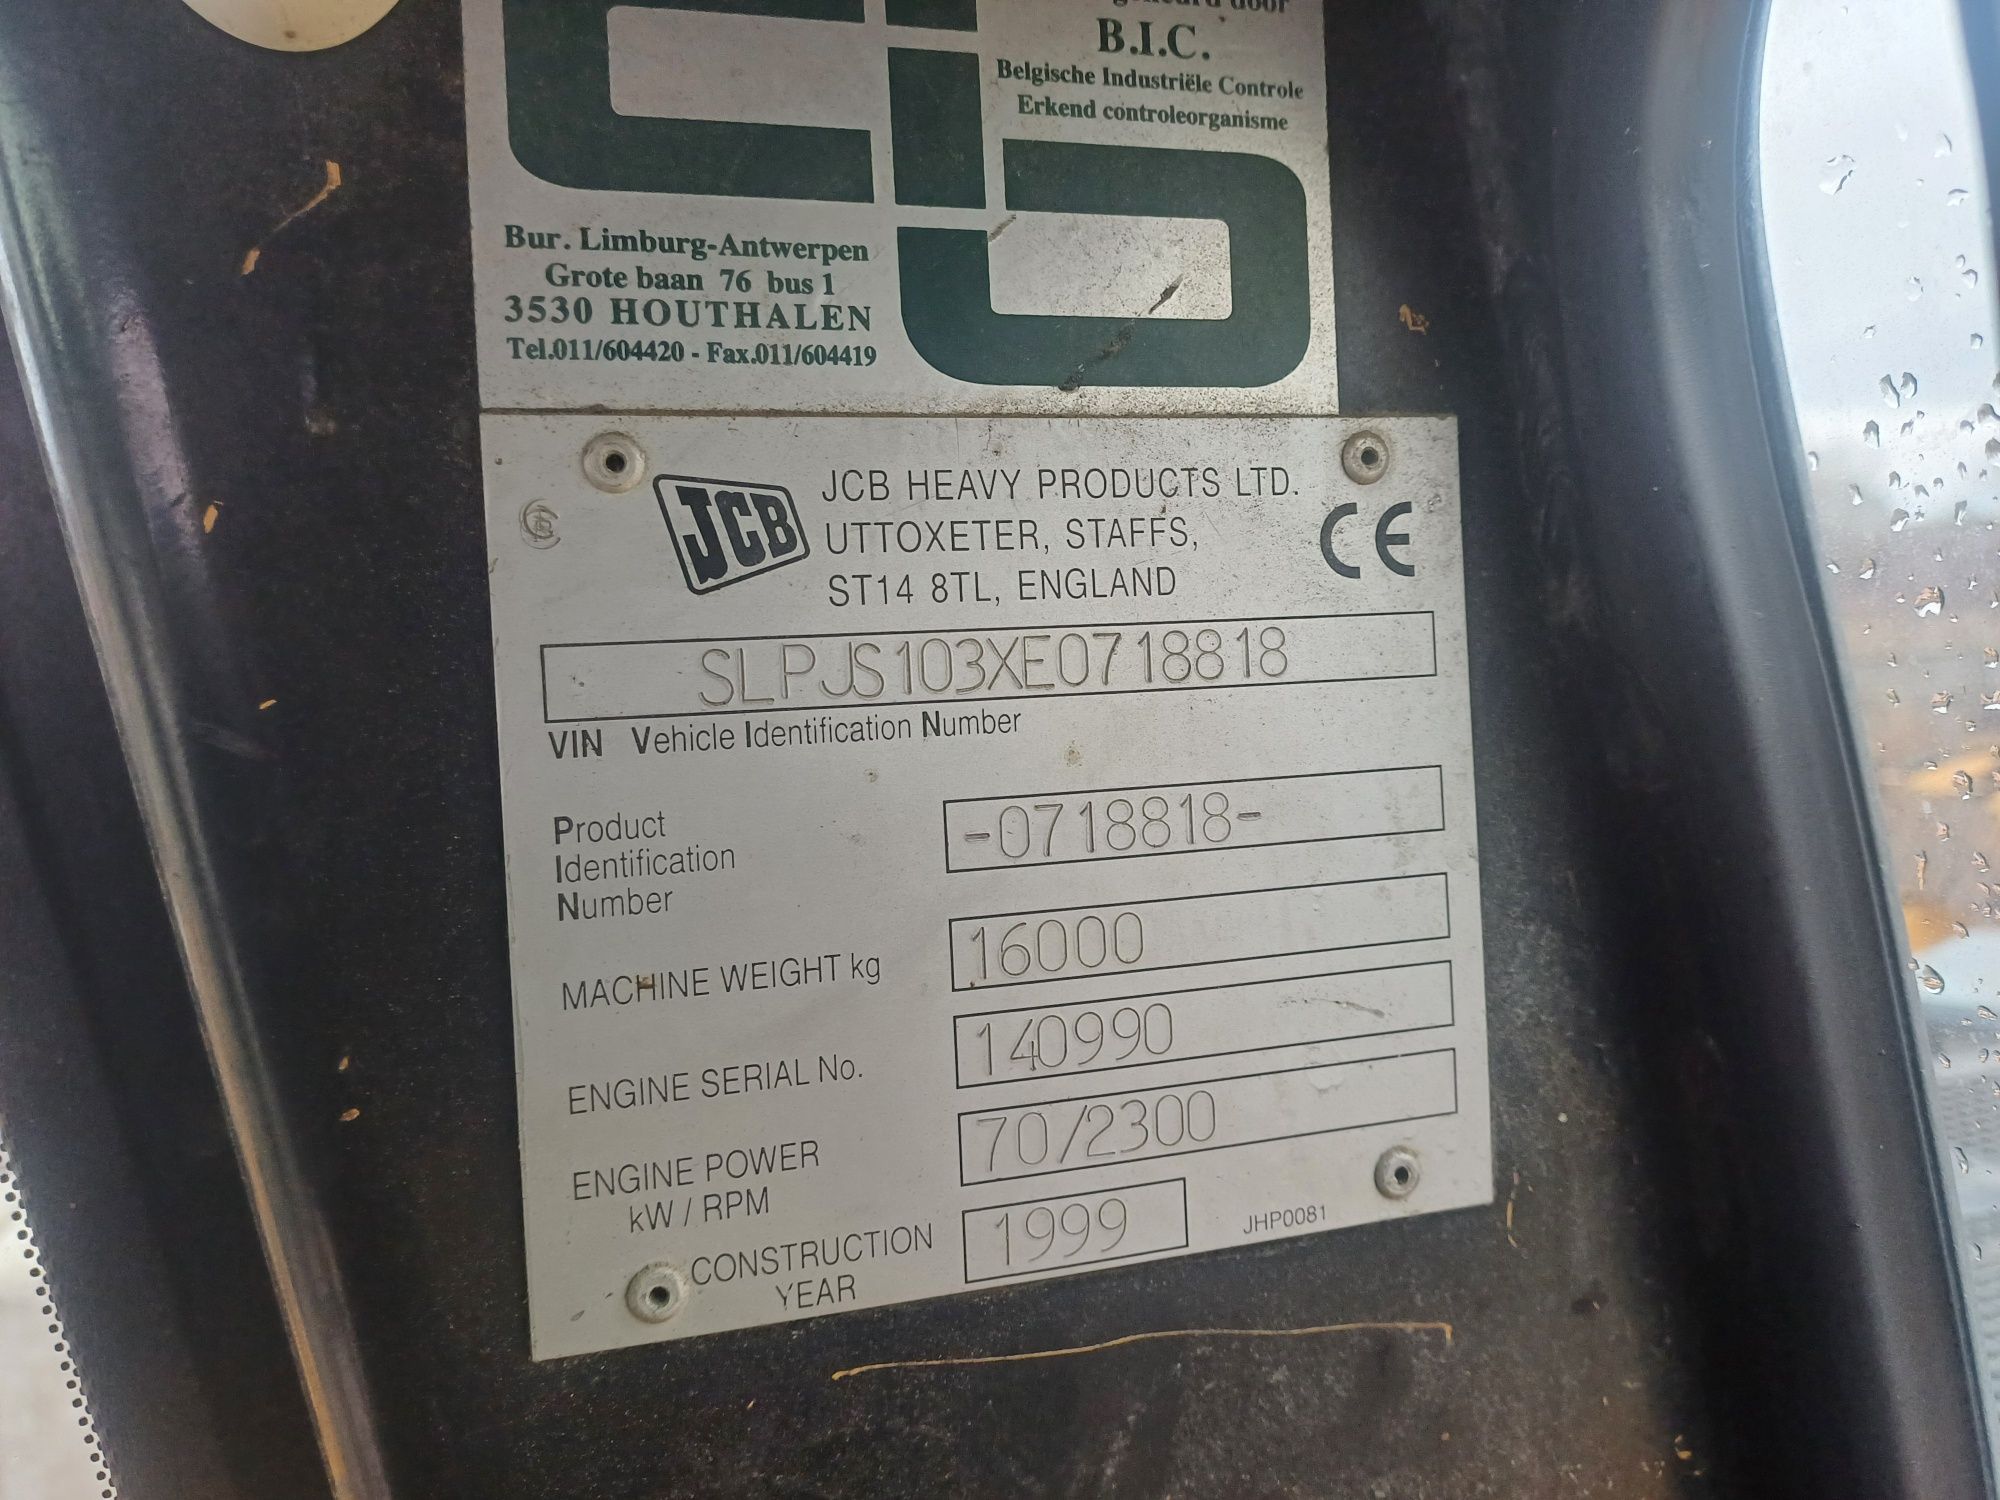 door
B.I.C.
Belgische Industriële Controle
Erkend controleorganisme
Bur. Limburg-Antwerpen
Grote baan 76 bus 1
3530 HOUTHALEN
Tel.011/604420 - Fax.011/604419
JCB
JCB HEAVY PRODUCTS LTD.
UTTOXETER, STAFFS,
ST14 8TL, ENGLAND
CE
SLPJS103XE0718818
VIN Vehicle Identification Number
Product
Identification
Number
-0718818-
MACHINE WEIGHT kg
16000
ENGINE SERIAL No.
140990
ENGINE POWER
kW / RPM
70/2300
CONSTRUCTION
YEAR
1999
JHP0081